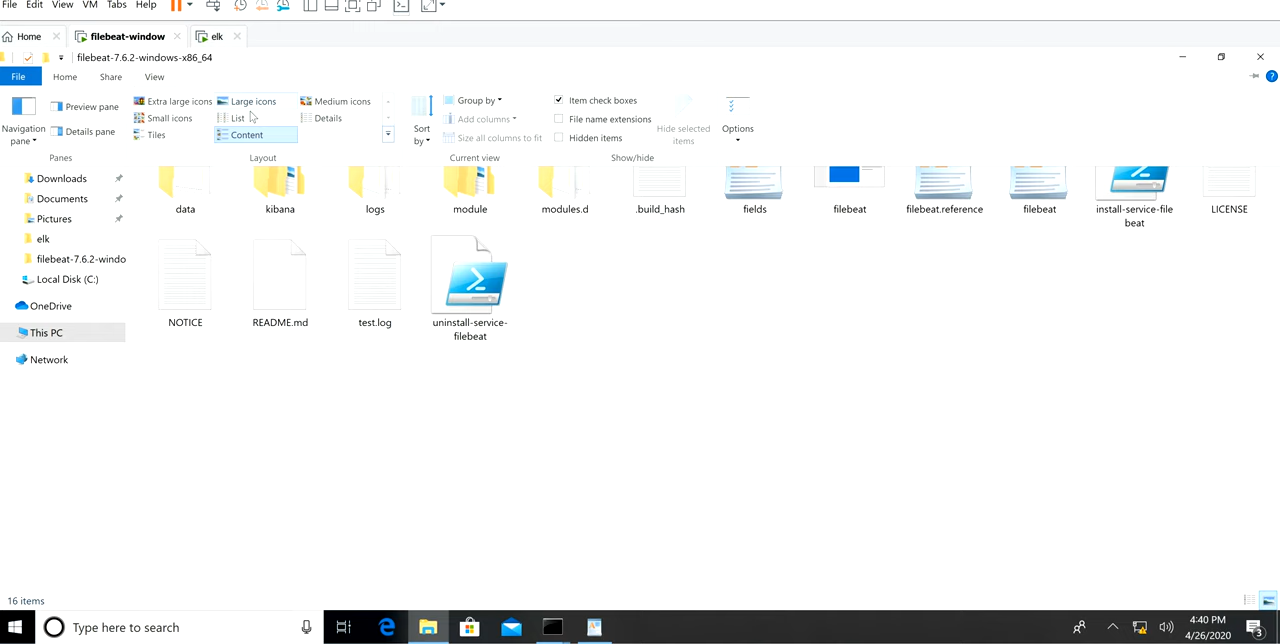 File Edit View VM Tabs Help
Home filebeat-window elk
filebeat-7.6.2-windows-x86_64
File Home Share View
Navigation pane
Preview pane
Details pane
Panes
Extra large icons Large icons Medium icons
Small icons List Details
Tiles Content
Layout
Sort by
Group by
Add columns
Size all columns to fit
Current view
Item check boxes
File name extensions
Hidden items
Hide selected items
Show/hide
Options
Downloads
Documents
Pictures
elk
filebeat-7.6.2-windo
Local Disk (C:)
OneDrive
This PC
Network
data kibana logs module modules.d .build_hash fields filebeat filebeat.reference filebeat install-service-file LICENSE
beat
NOTICE README.md test.log uninstall-service-
filebeat
16 items
Type here to search
4:40 PM
4/26/2020
3